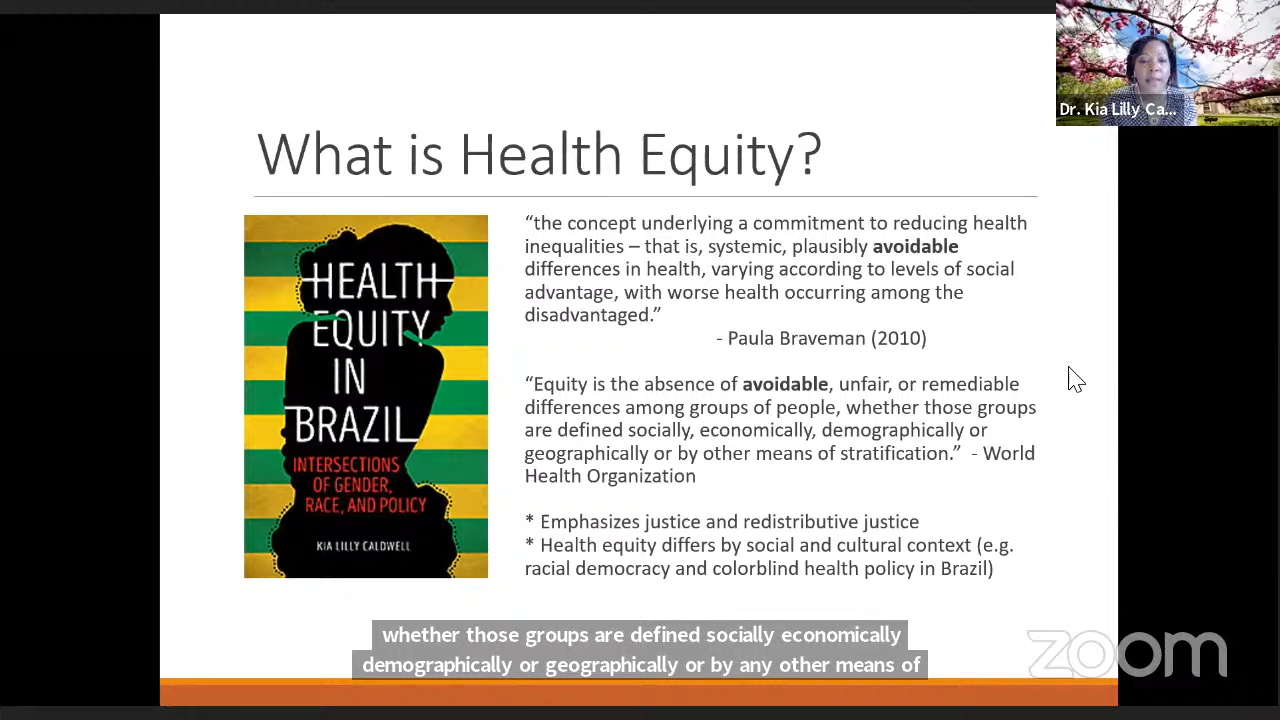 Dr. Kia Lilly Ca...
What is Health Equity?
HEALTH
EQUITY
IN
BRAZIL
INTERSECTIONS
OF GENDER,
RACE, AND POLICY
KIA LILLY CALDWELL
“the concept underlying a commitment to reducing health
inequalities – that is, systemic, plausibly avoidable
differences in health, varying according to levels of social
advantage, with worse health occurring among the
disadvantaged.”
- Paula Braveman (2010)
“Equity is the absence of avoidable, unfair, or remediable
differences among groups of people, whether those groups
are defined socially, economically, demographically or
geographically or by other means of stratification.”  - World
Health Organization
* Emphasizes justice and redistributive justice
* Health equity differs by social and cultural context (e.g.
racial democracy and colorblind health policy in Brazil)
whether those groups are defined socially economically
demographically or geographically or by any other means of
zoom